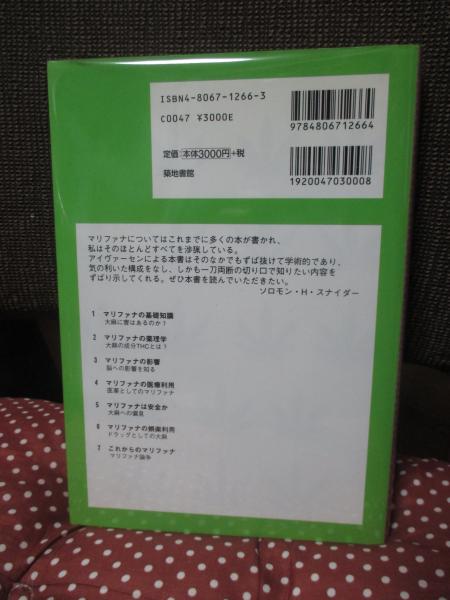 ISBN4-8067-1266-3
C0047 ¥3000E
定価:本体3000円+税
築地書館
9784806712664
1920047030008
マリファナについてはこれまでに多くの本が書かれ、
私はそのほとんどすべてを渉猟している。
アイヴァーセンによる本書はそのなかでもずば抜けて学術的であり、
気の利いた構成をなし、しかも一刀両断の切り口で知りたい内容を
ずばり示してくれる。ぜひ本書を読んでいただきたい。
ソロモン・H・スナイダー
1 マリファナの基礎知識
大麻に害はあるのか?
2 マリファナの薬理学
大麻の成分THCとは?
3 マリファナの影響
脳への影響を知る
4 マリファナの医療利用
医薬としてのマリファナ
5 マリファナは安全か
大麻への偏見
6 マリファナの娯楽利用
ドラッグとしての大麻
7 これからのマリファナ
マリファナ論争